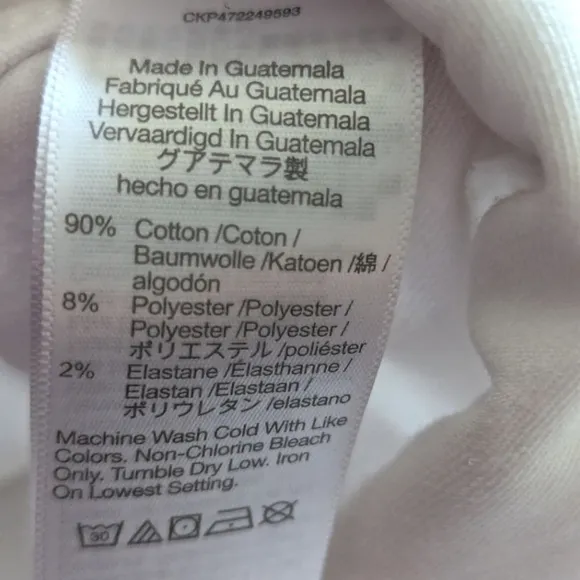 CKP472249593
Made In Guatemala
Fabriqué Au Guatemala
Hergestellt In Guatemala
Vervaardigd In Guatemala
グアテマラ製
hecho en guatemala
90% Cotton /Coton /
Baumwolle /Katoen /綿 /
algodón
8% Polyester /Polyester /
Polyester /Polyester /
ポリエステル /poliéster
2% Elastane /Élasthanne /
Elastan /Elastaan /
ポリウレタン /elastano
Machine Wash Cold With Like
Colors. Non-Chlorine Bleach
Only. Tumble Dry Low. Iron
On Lowest Setting.
30